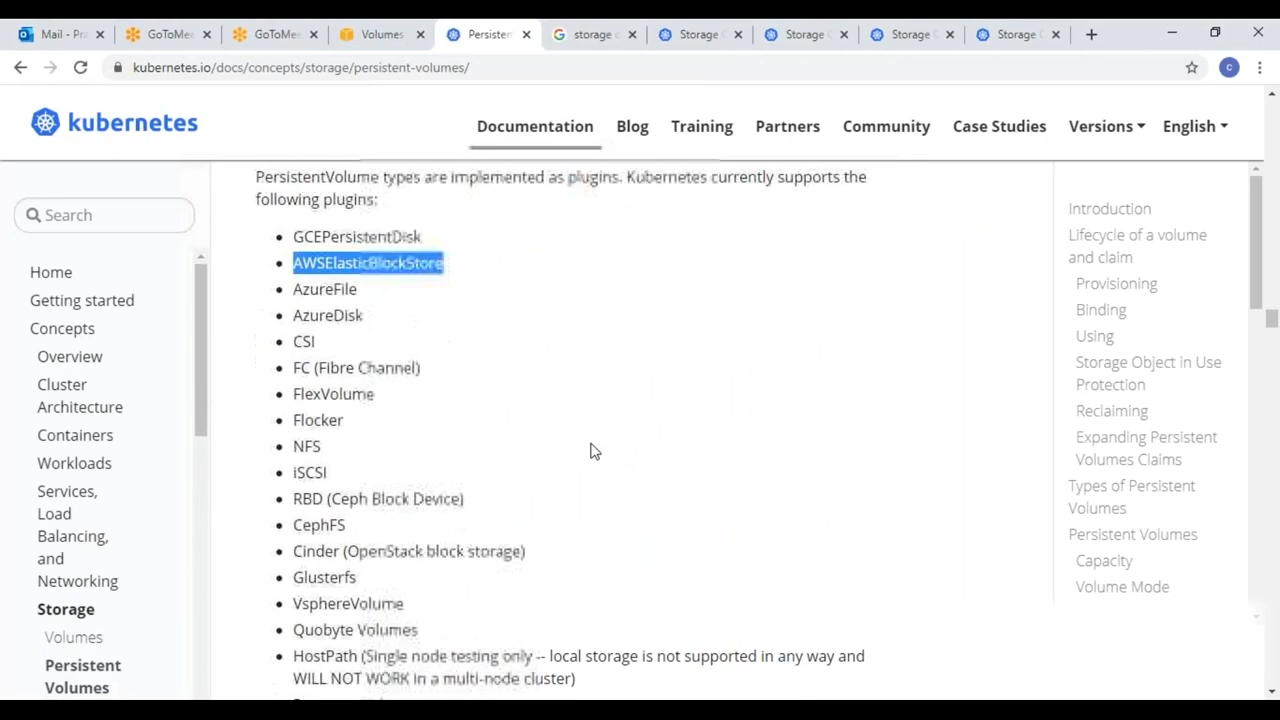 Mail - Pra
GoToMee
GoToMee
Volumes
Persisten
storage c
Storage C
Storage C
Storage C
Storage C
kubernetes.io/docs/concepts/storage/persistent-volumes/
C
kubernetes
Documentation
Blog
Training
Partners
Community
Case Studies
Versions
English
Search
Home
Getting started
Concepts
Overview
Cluster
Architecture
Containers
Workloads
Services,
Load
Balancing,
and
Networking
Storage
Volumes
Persistent
Volumes
PersistentVolume types are implemented as plugins. Kubernetes currently supports the
following plugins:
• GCEPersistentDisk
• AWSElasticBlockStore
• AzureFile
• AzureDisk
• CSI
• FC (Fibre Channel)
• FlexVolume
• Flocker
• NFS
• iSCSI
• RBD (Ceph Block Device)
• CephFS
• Cinder (OpenStack block storage)
• Glusterfs
• VsphereVolume
• Quobyte Volumes
• HostPath (Single node testing only -- local storage is not supported in any way and
WILL NOT WORK in a multi-node cluster)
Introduction
Lifecycle of a volume
and claim
Provisioning
Binding
Using
Storage Object in Use
Protection
Reclaiming
Expanding Persistent
Volumes Claims
Types of Persistent
Volumes
Persistent Volumes
Capacity
Volume Mode